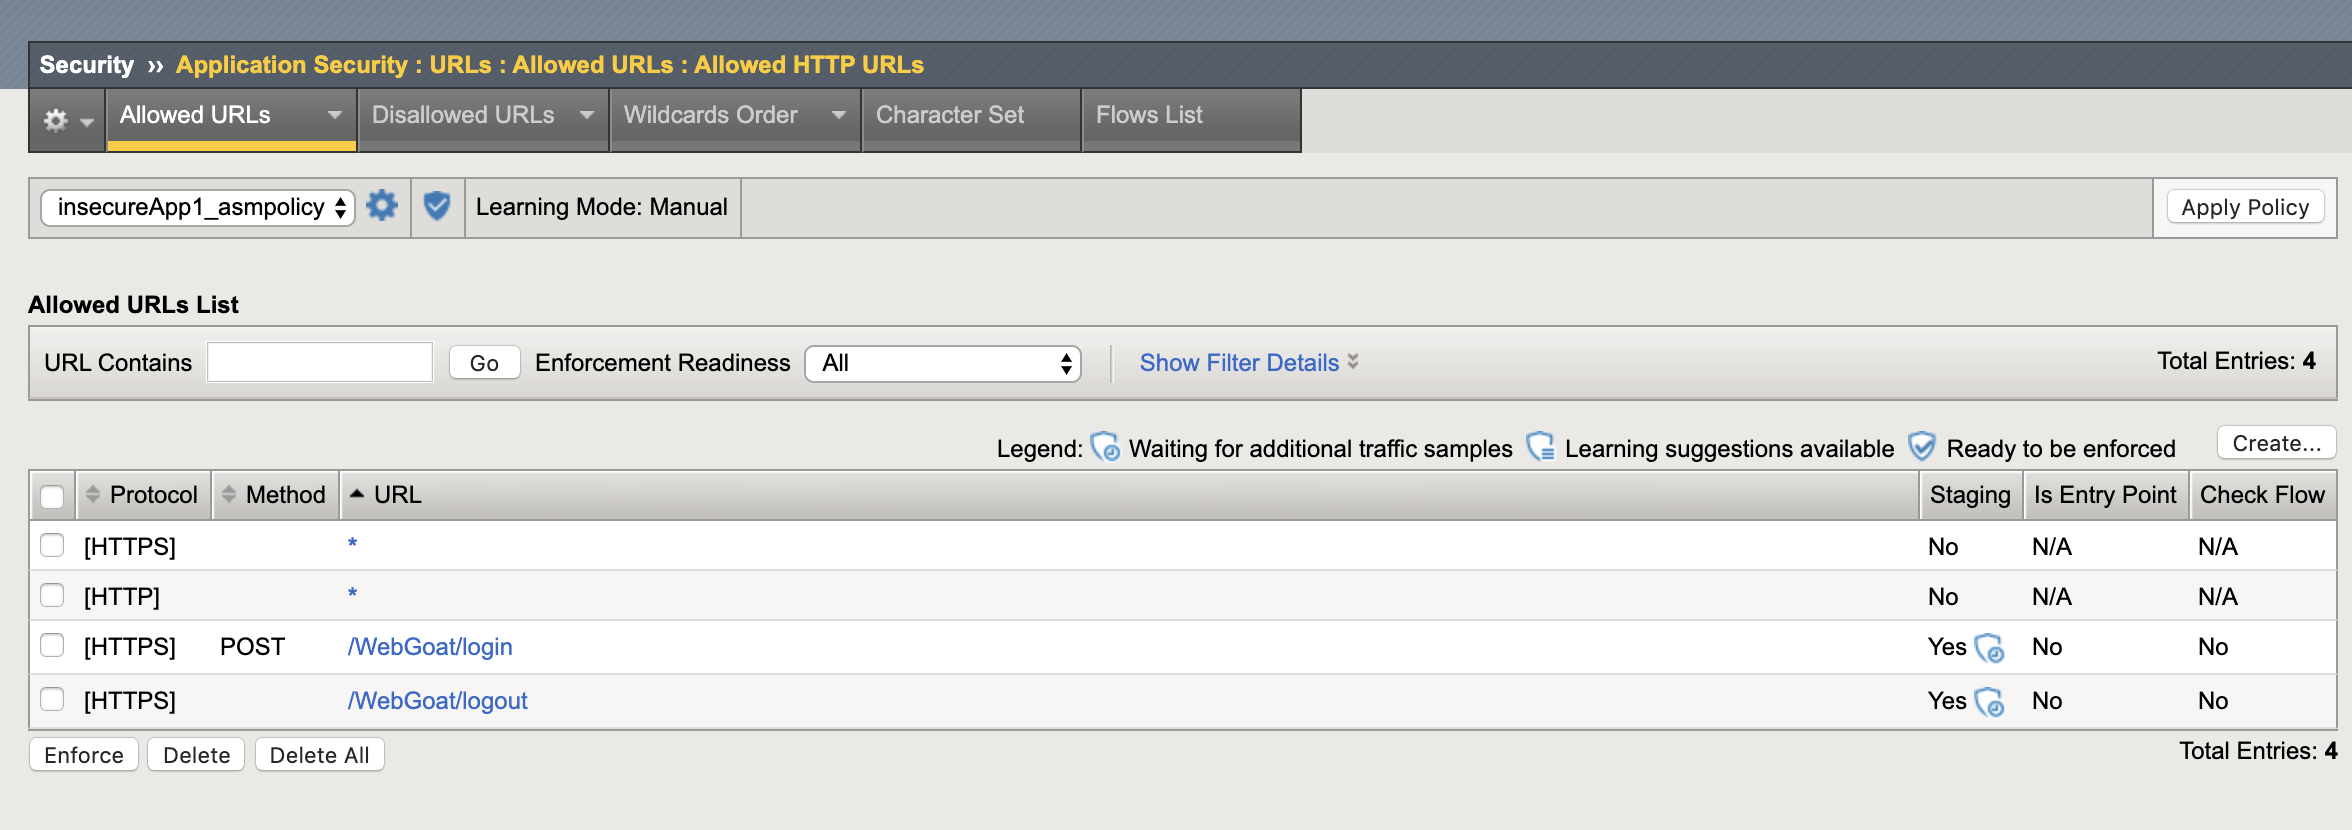 Security ›› Application Security : URLs : Allowed URLs : Allowed HTTP URLs
Allowed URLs Disallowed URLs Wildcards Order Character Set Flows List
insecureApp1_asmpolicy Learning Mode: Manual Apply Policy
Allowed URLs List
URL Contains Go Enforcement Readiness All Show Filter Details Total Entries: 4
Legend: Waiting for additional traffic samples Learning suggestions available Ready to be enforced Create...
Protocol Method URL Staging Is Entry Point Check Flow
[HTTPS] * No N/A N/A
[HTTP] * No N/A N/A
[HTTPS] POST /WebGoat/login Yes No No
[HTTPS] /WebGoat/logout Yes No No
Enforce Delete Delete All Total Entries: 4